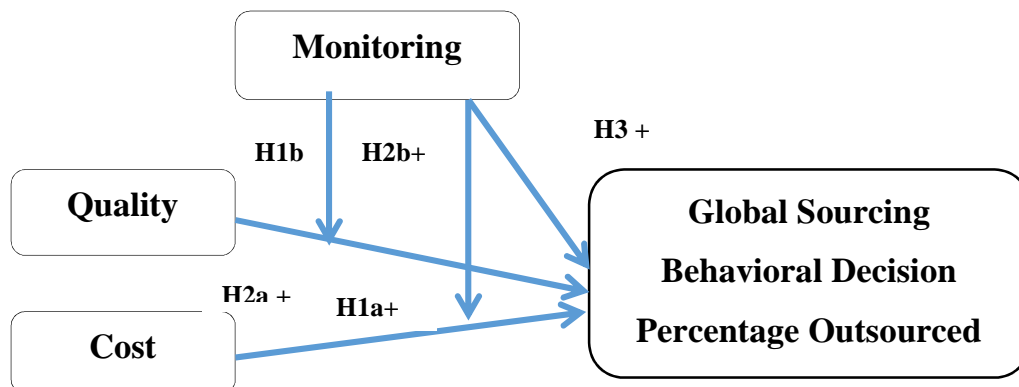 Monitoring
H3 +
H1b
H2b+
Quality
Global Sourcing
Behavioral Decision
Percentage Outsourced
H2a +
H1a+
Cost